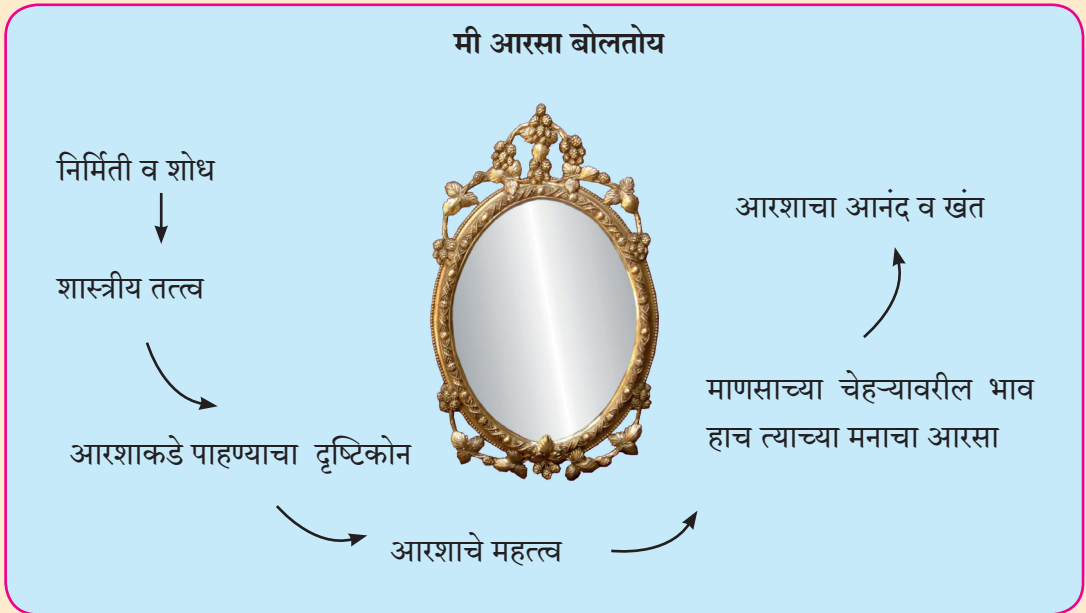 मी आरसा बोलतोय
निर्मिती व शोध
शास्त्रीय तत्त्व
आरशाकडे पाहण्याचा दृष्टिकोन
आरशाचे महत्त्व
माणसाच्या चेहऱ्यावरील भाव
हाच त्याच्या मनाचा आरसा
आरशाचा आनंद व खंत